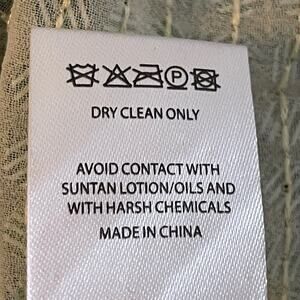 P
DRY CLEAN ONLY
AVOID CONTACT WITH
SUNTAN LOTION/OILS AND
WITH HARSH CHEMICALS
MADE IN CHINA